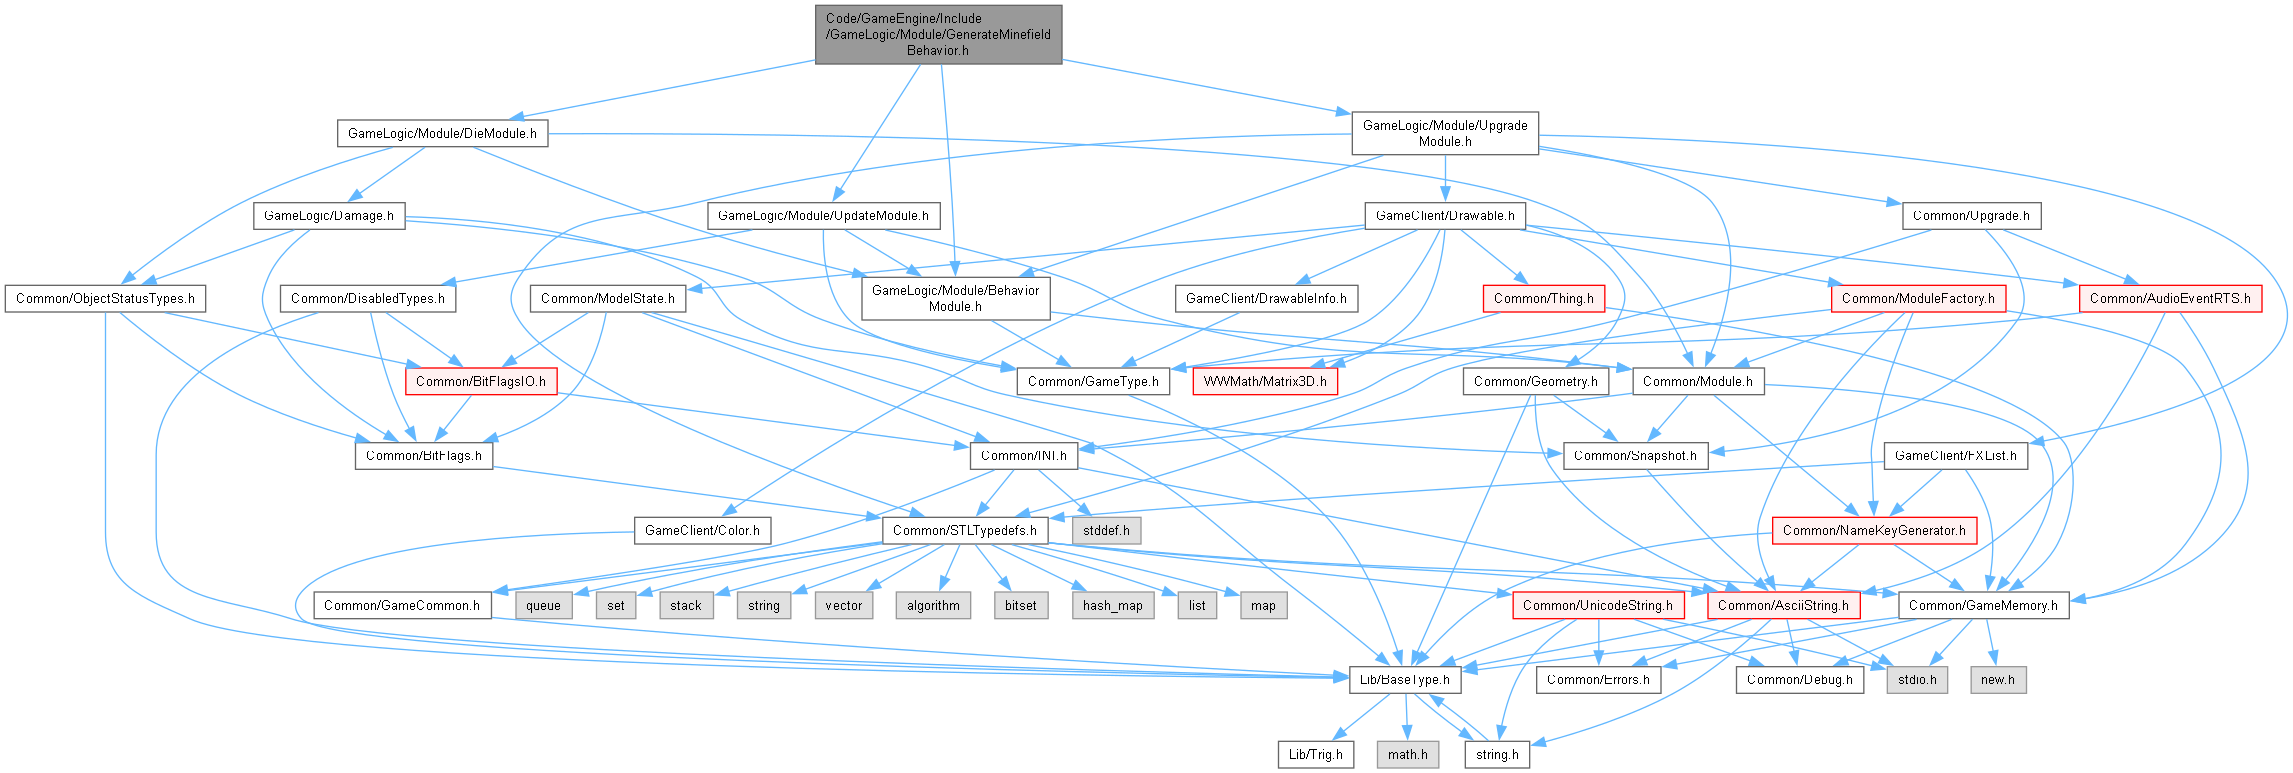 Code/GameEngine/Include
/GameLogic/Module/GenerateMinefield
Behavior.h
GameLogic/Module/DieModule.h
GameLogic/Module/Upgrade
Module.h
GameLogic/Damage.h
GameLogic/Module/UpdateModule.h
GameClient/Drawable.h
Common/Upgrade.h
Common/ObjectStatusTypes.h
Common/DisabledTypes.h
Common/ModelState.h
GameLogic/Module/Behavior
Module.h
GameClient/DrawableInfo.h
Common/Thing.h
Common/ModuleFactory.h
Common/AudioEventRTS.h
Common/BitFlagsIO.h
Common/GameType.h
WWMath/Matrix3D.h
Common/Geometry.h
Common/Module.h
Common/BitFlags.h
Common/INI.h
Common/Snapshot.h
GameClient/FXList.h
GameClient/Color.h
Common/STLTypedefs.h
stddef.h
Common/NameKeyGenerator.h
Common/GameCommon.h
queue
set
stack
string
vector
algorithm
bitset
hash_map
list
map
Common/UnicodeString.h
Common/AsciiString.h
Common/GameMemory.h
Lib/BaseType.h
Common/Errors.h
Common/Debug.h
stdio.h
new.h
Lib/Trig.h
math.h
string.h